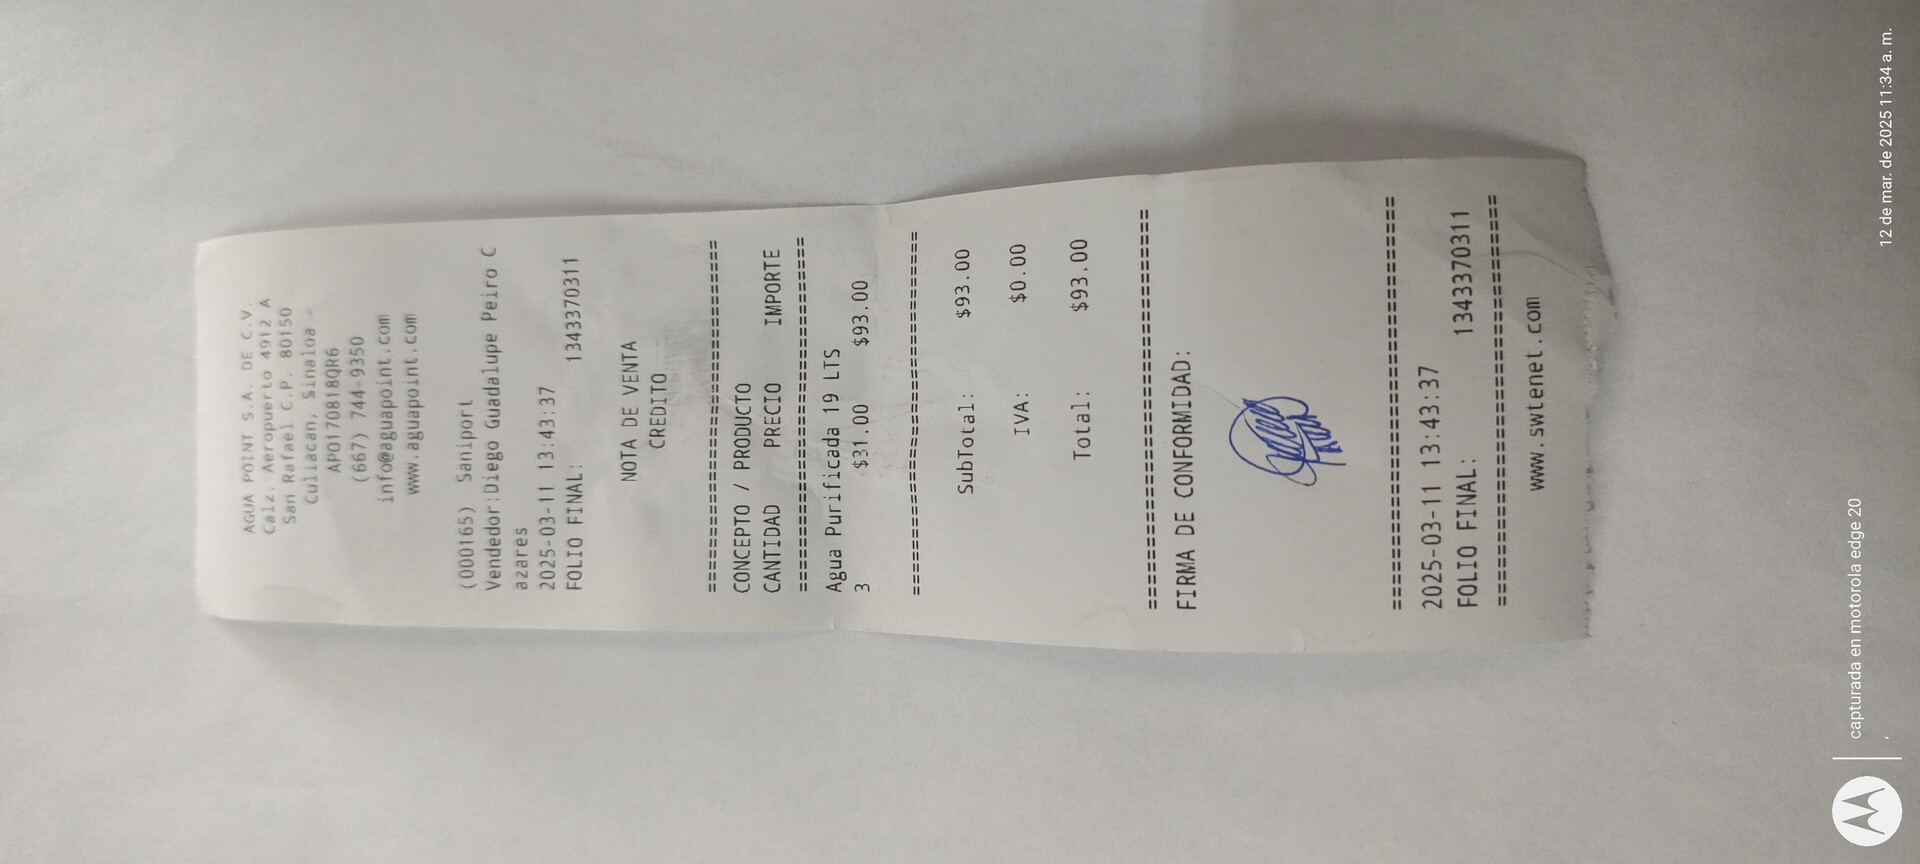 AGUA POINT S.A. DE C.V.
Calz. Aeropuerto 4912 A
San Rafael C.P. 80150
Culiacan, Sinaloa
APO170818QR6
(667) 744-9350
info@aguapoint.com
www.aguapoint.com
(000165) Saniport
Vendedor:Diego Guadalupe Peiro C
azares
2025-03-11 13:43:37
FOLIO FINAL: 1343370311
NOTA DE VENTA
CREDITO
================================
CONCEPTO / PRODUCTO
CANTIDAD PRECIO IMPORTE
================================
Agua Purificada 19 LTS
3 $31.00 $93.00
================================
SubTotal: $93.00
IVA: $0.00
Total: $93.00
================================
FIRMA DE CONFORMIDAD:
================================
2025-03-11 13:43:37
FOLIO FINAL: 1343370311
================================
www.swtenet.com
capturada en motorola edge 20
12 de mar. de 2025 11:34 a. m.